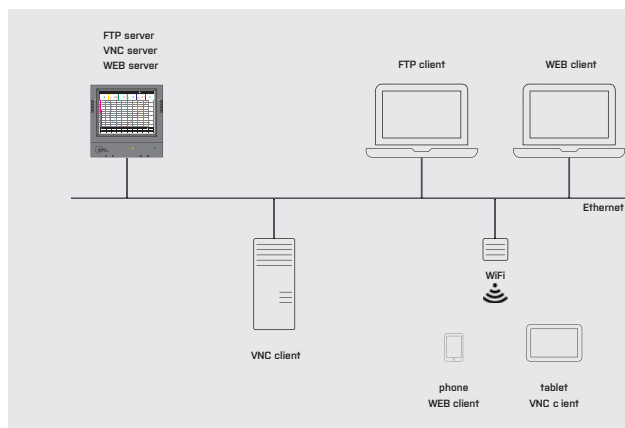 FTP server
VNC server
WEB server
FTP client
WEB client
Ethernet
WiFi
VNC client
phone
WEB client
tablet
VNC c ient